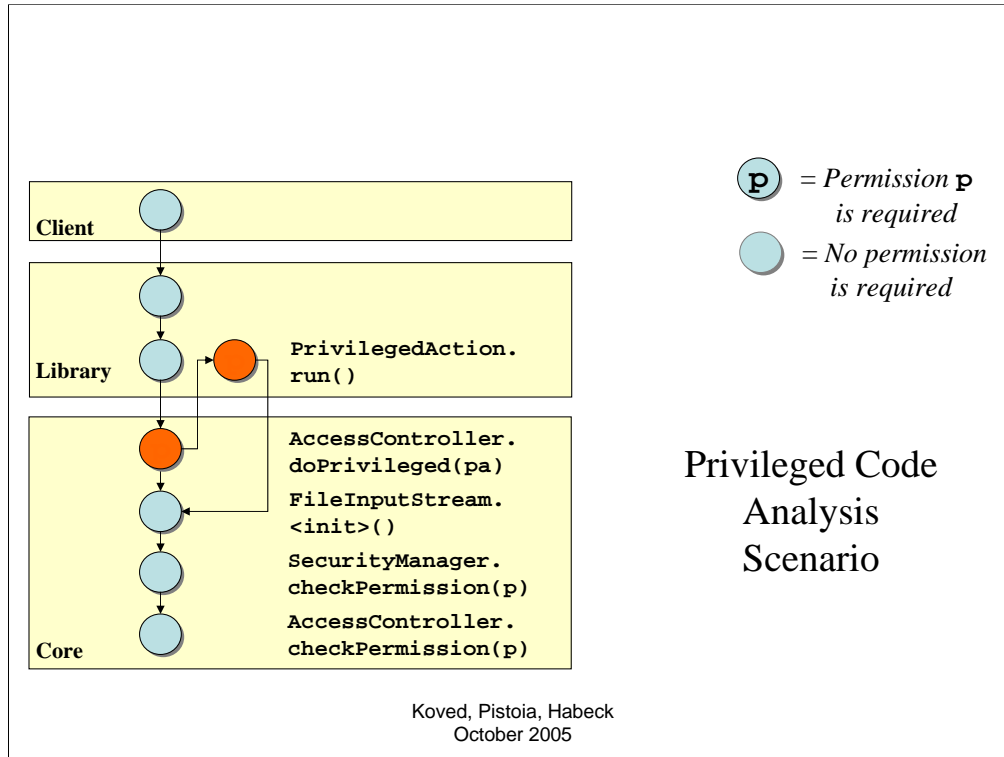 Client
Library
PrivilegedAction.
run()
AccessController.
doPrivileged(pa)
FileInputStream.
<init>()
SecurityManager.
checkPermission(p)
AccessController.
checkPermission(p)
Core
p = Permission p
is required
= No permission
is required
Privileged Code
Analysis
Scenario
Koved, Pistoia, Habeck
October 2005